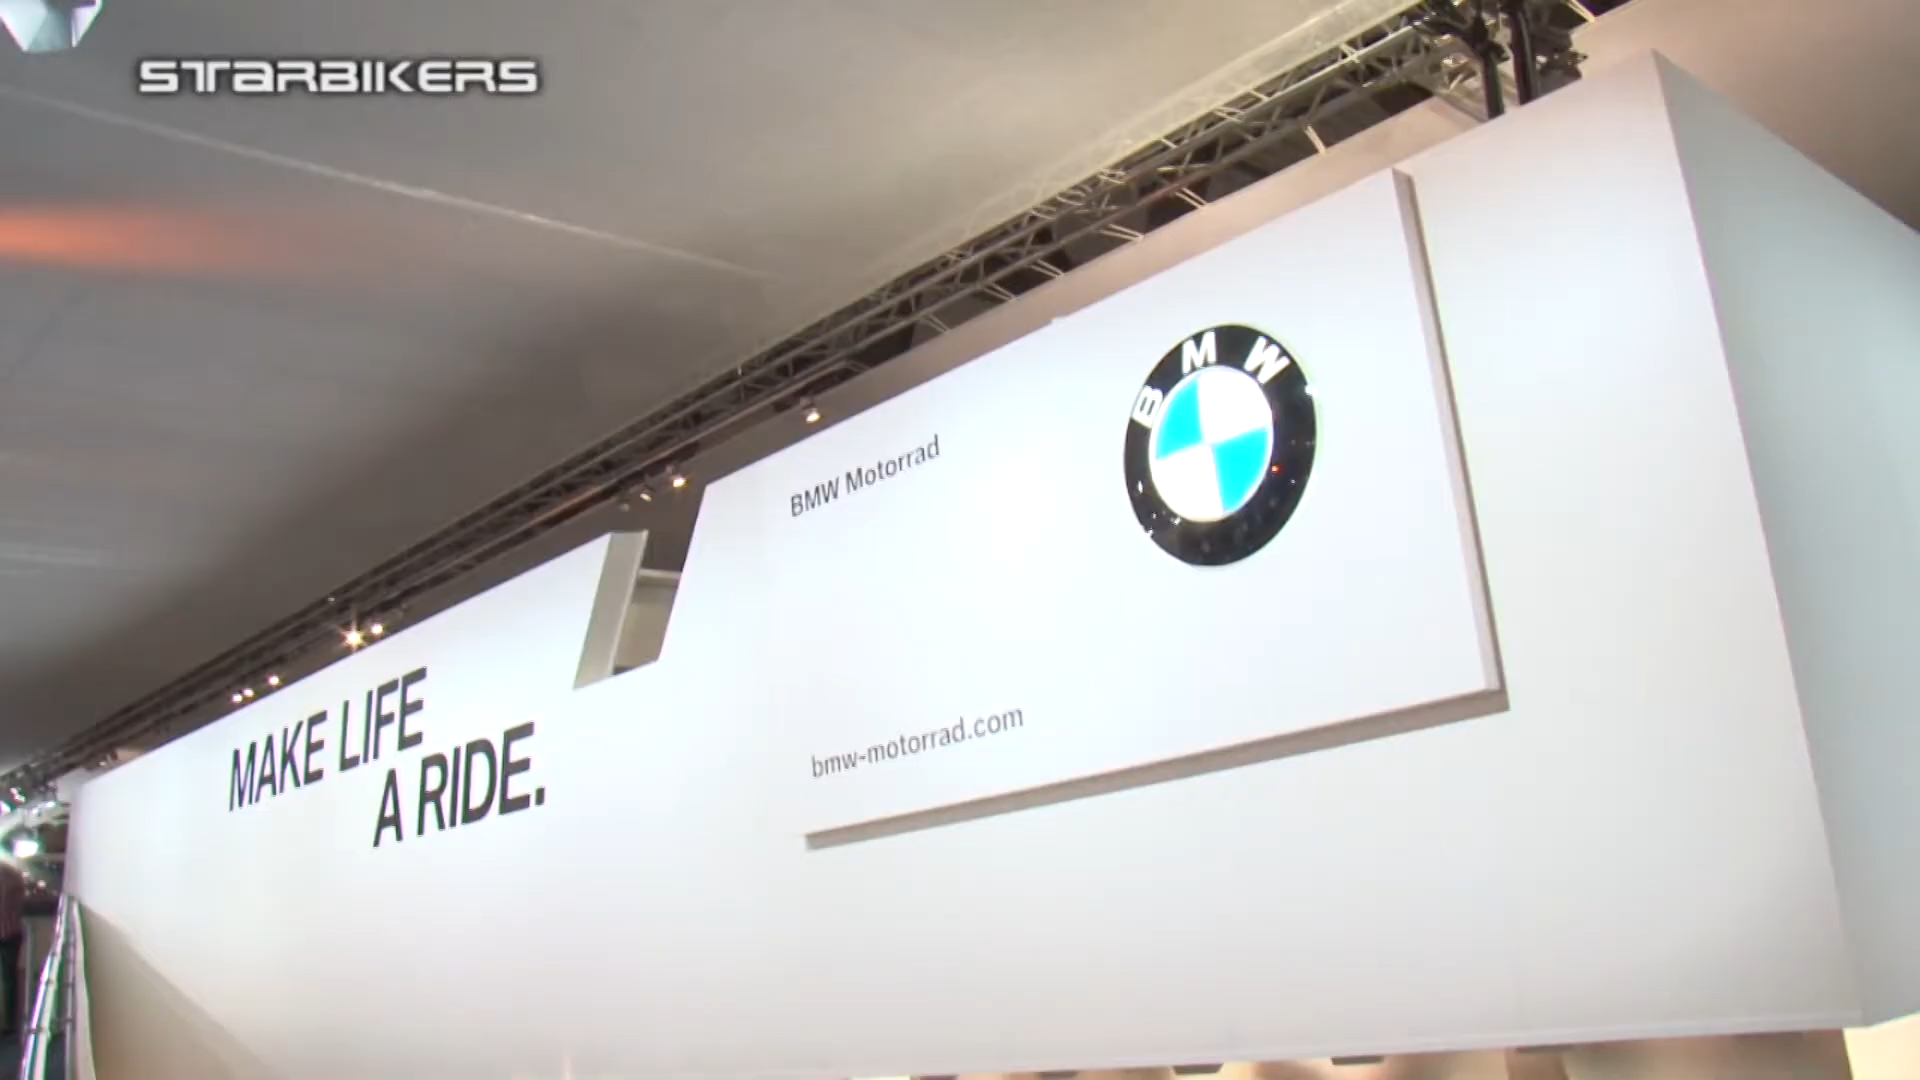 STARBIKERS
BMW
BMW Motorrad
MAKE LIFE
A RIDE.
bmw-motorrad.com